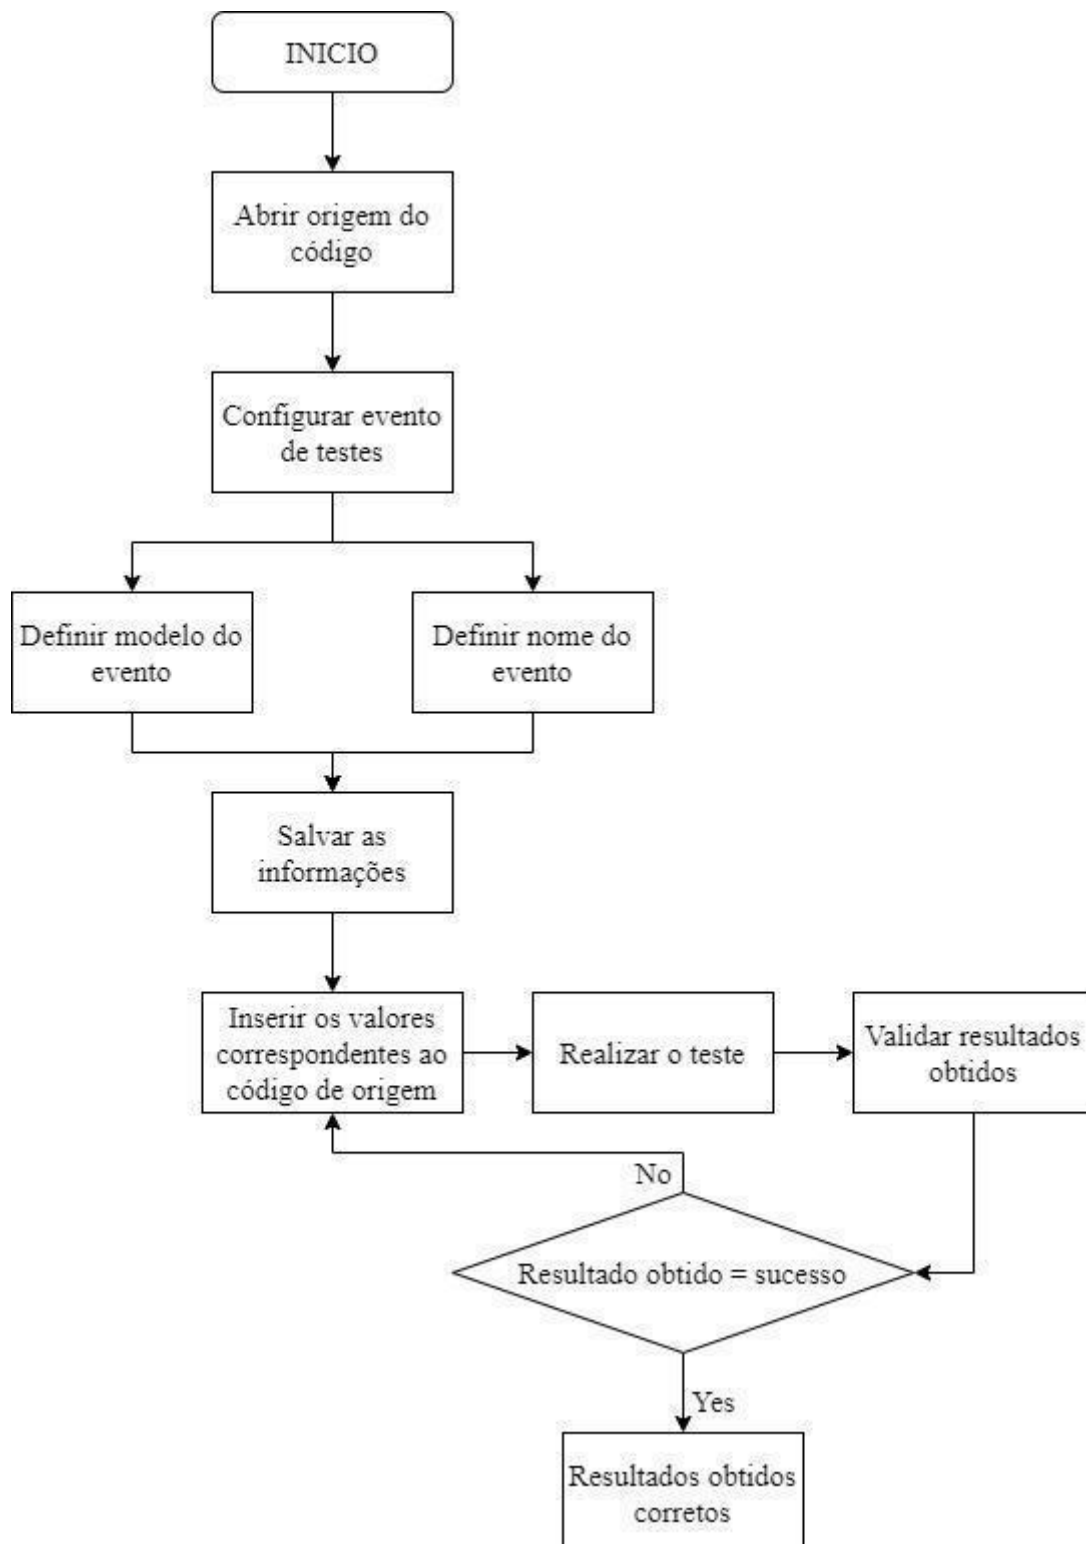 INICIO
Abrir origem do
código
Configurar evento
de testes
Definir modelo do
evento
Definir nome do
evento
Salvar as
informações
Inserir os valores
correspondentes ao
código de origem
Realizar o teste
Validar resultados
obtidos
No
Resultado obtido = sucesso
Yes
Resultados obtidos
corretos